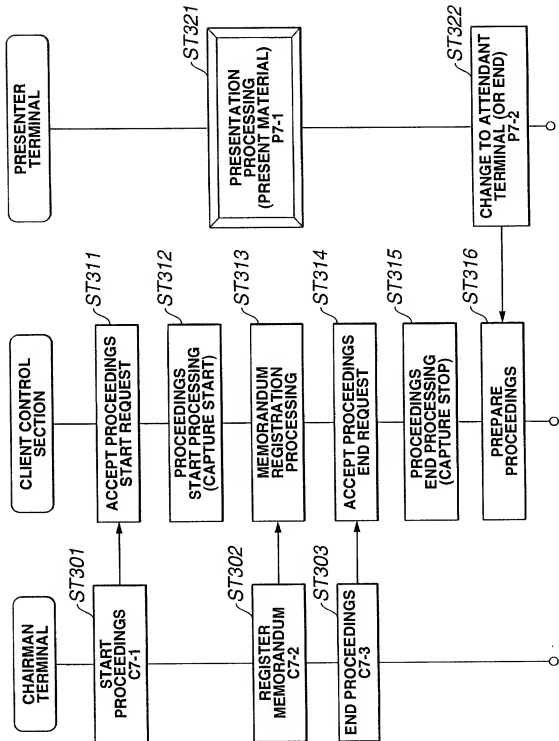 CHAIRMAN
TERMINAL
ST301
START
PROCEEDINGS
C7-1
ST302
REGISTER
MEMORANDUM
C7-2
ST303
END PROCEEDINGS
C7-3
CLIENT CONTROL
SECTION
ST311
ACCEPT PROCEEDINGS
START REQUEST
ST312
PROCEEDINGS
START PROCESSING
(CAPTURE START)
ST313
MEMORANDUM
REGISTRATION
PROCESSING
ST314
ACCEPT PROCEEDINGS
END REQUEST
ST315
PROCEEDINGS
END PROCESSING
(CAPTURE STOP)
ST316
PREPARE
PROCEEDINGS
PRESENTER
TERMINAL
ST321
PRESENTATION
PROCESSING
(PRESENT MATERIAL)
P7-1
ST322
CHANGE TO ATTENDANT
TERMINAL (OR END)
P7-2